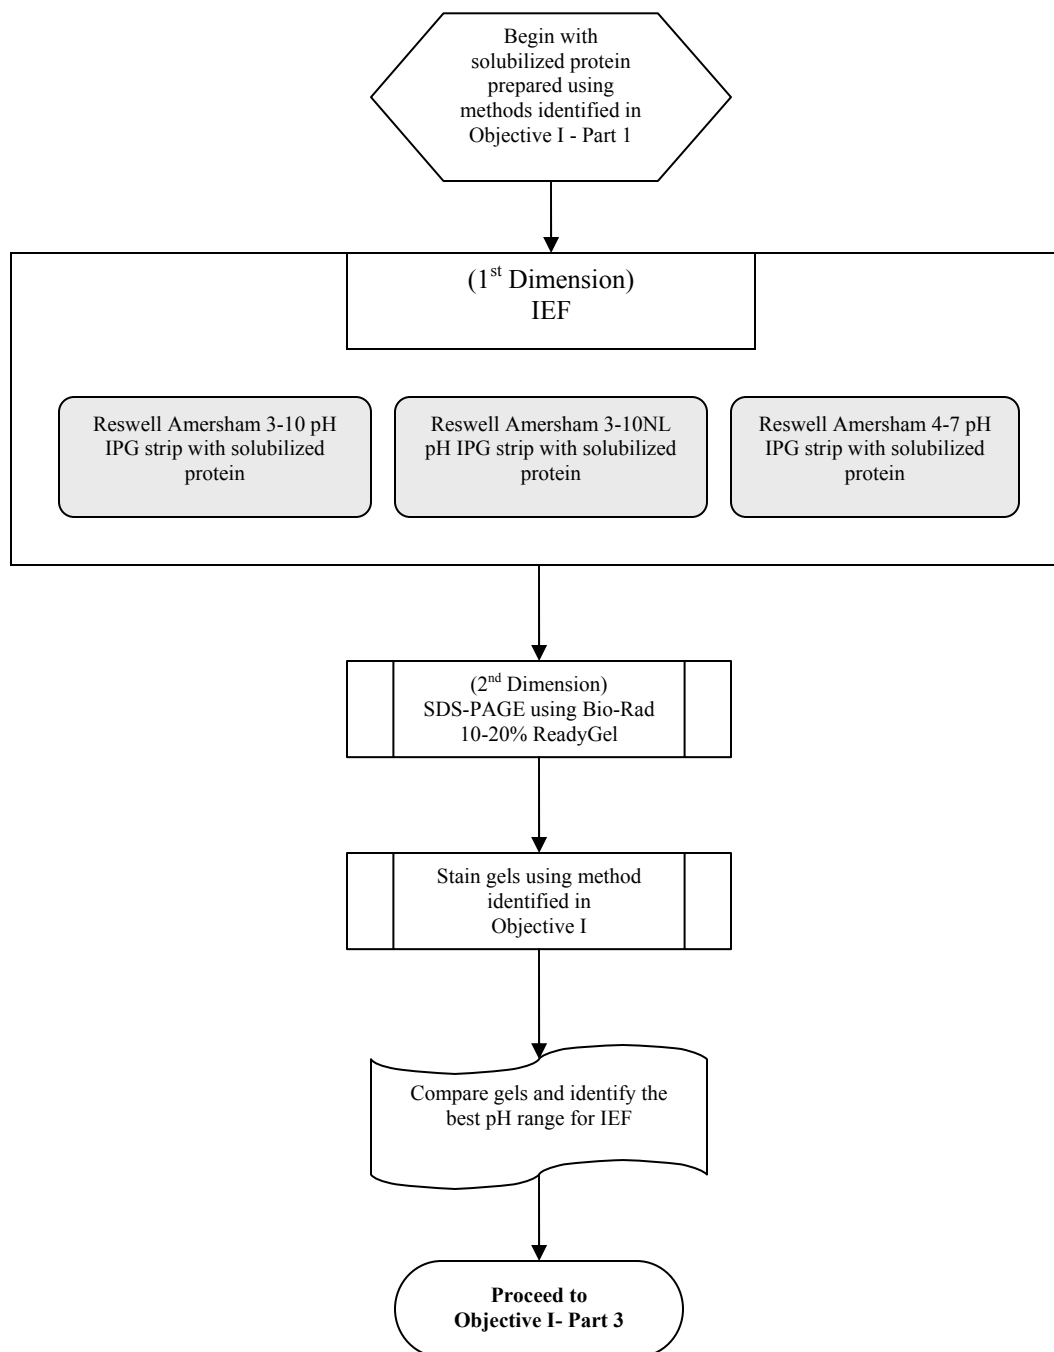 Begin with
solubilized protein
prepared using
methods identified in
Objective I - Part 1
(1st Dimension)
IEF
Reswell Amersham 3-10 pH
IPG strip with solubilized
protein
Reswell Amersham 3-10NL
pH IPG strip with solubilized
protein
Reswell Amersham 4-7 pH
IPG strip with solubilized
protein
(2nd Dimension)
SDS-PAGE using Bio-Rad
10-20% ReadyGel
Stain gels using method
identified in
Objective I
Compare gels and identify the
best pH range for IEF
Proceed to
Objective I- Part 3